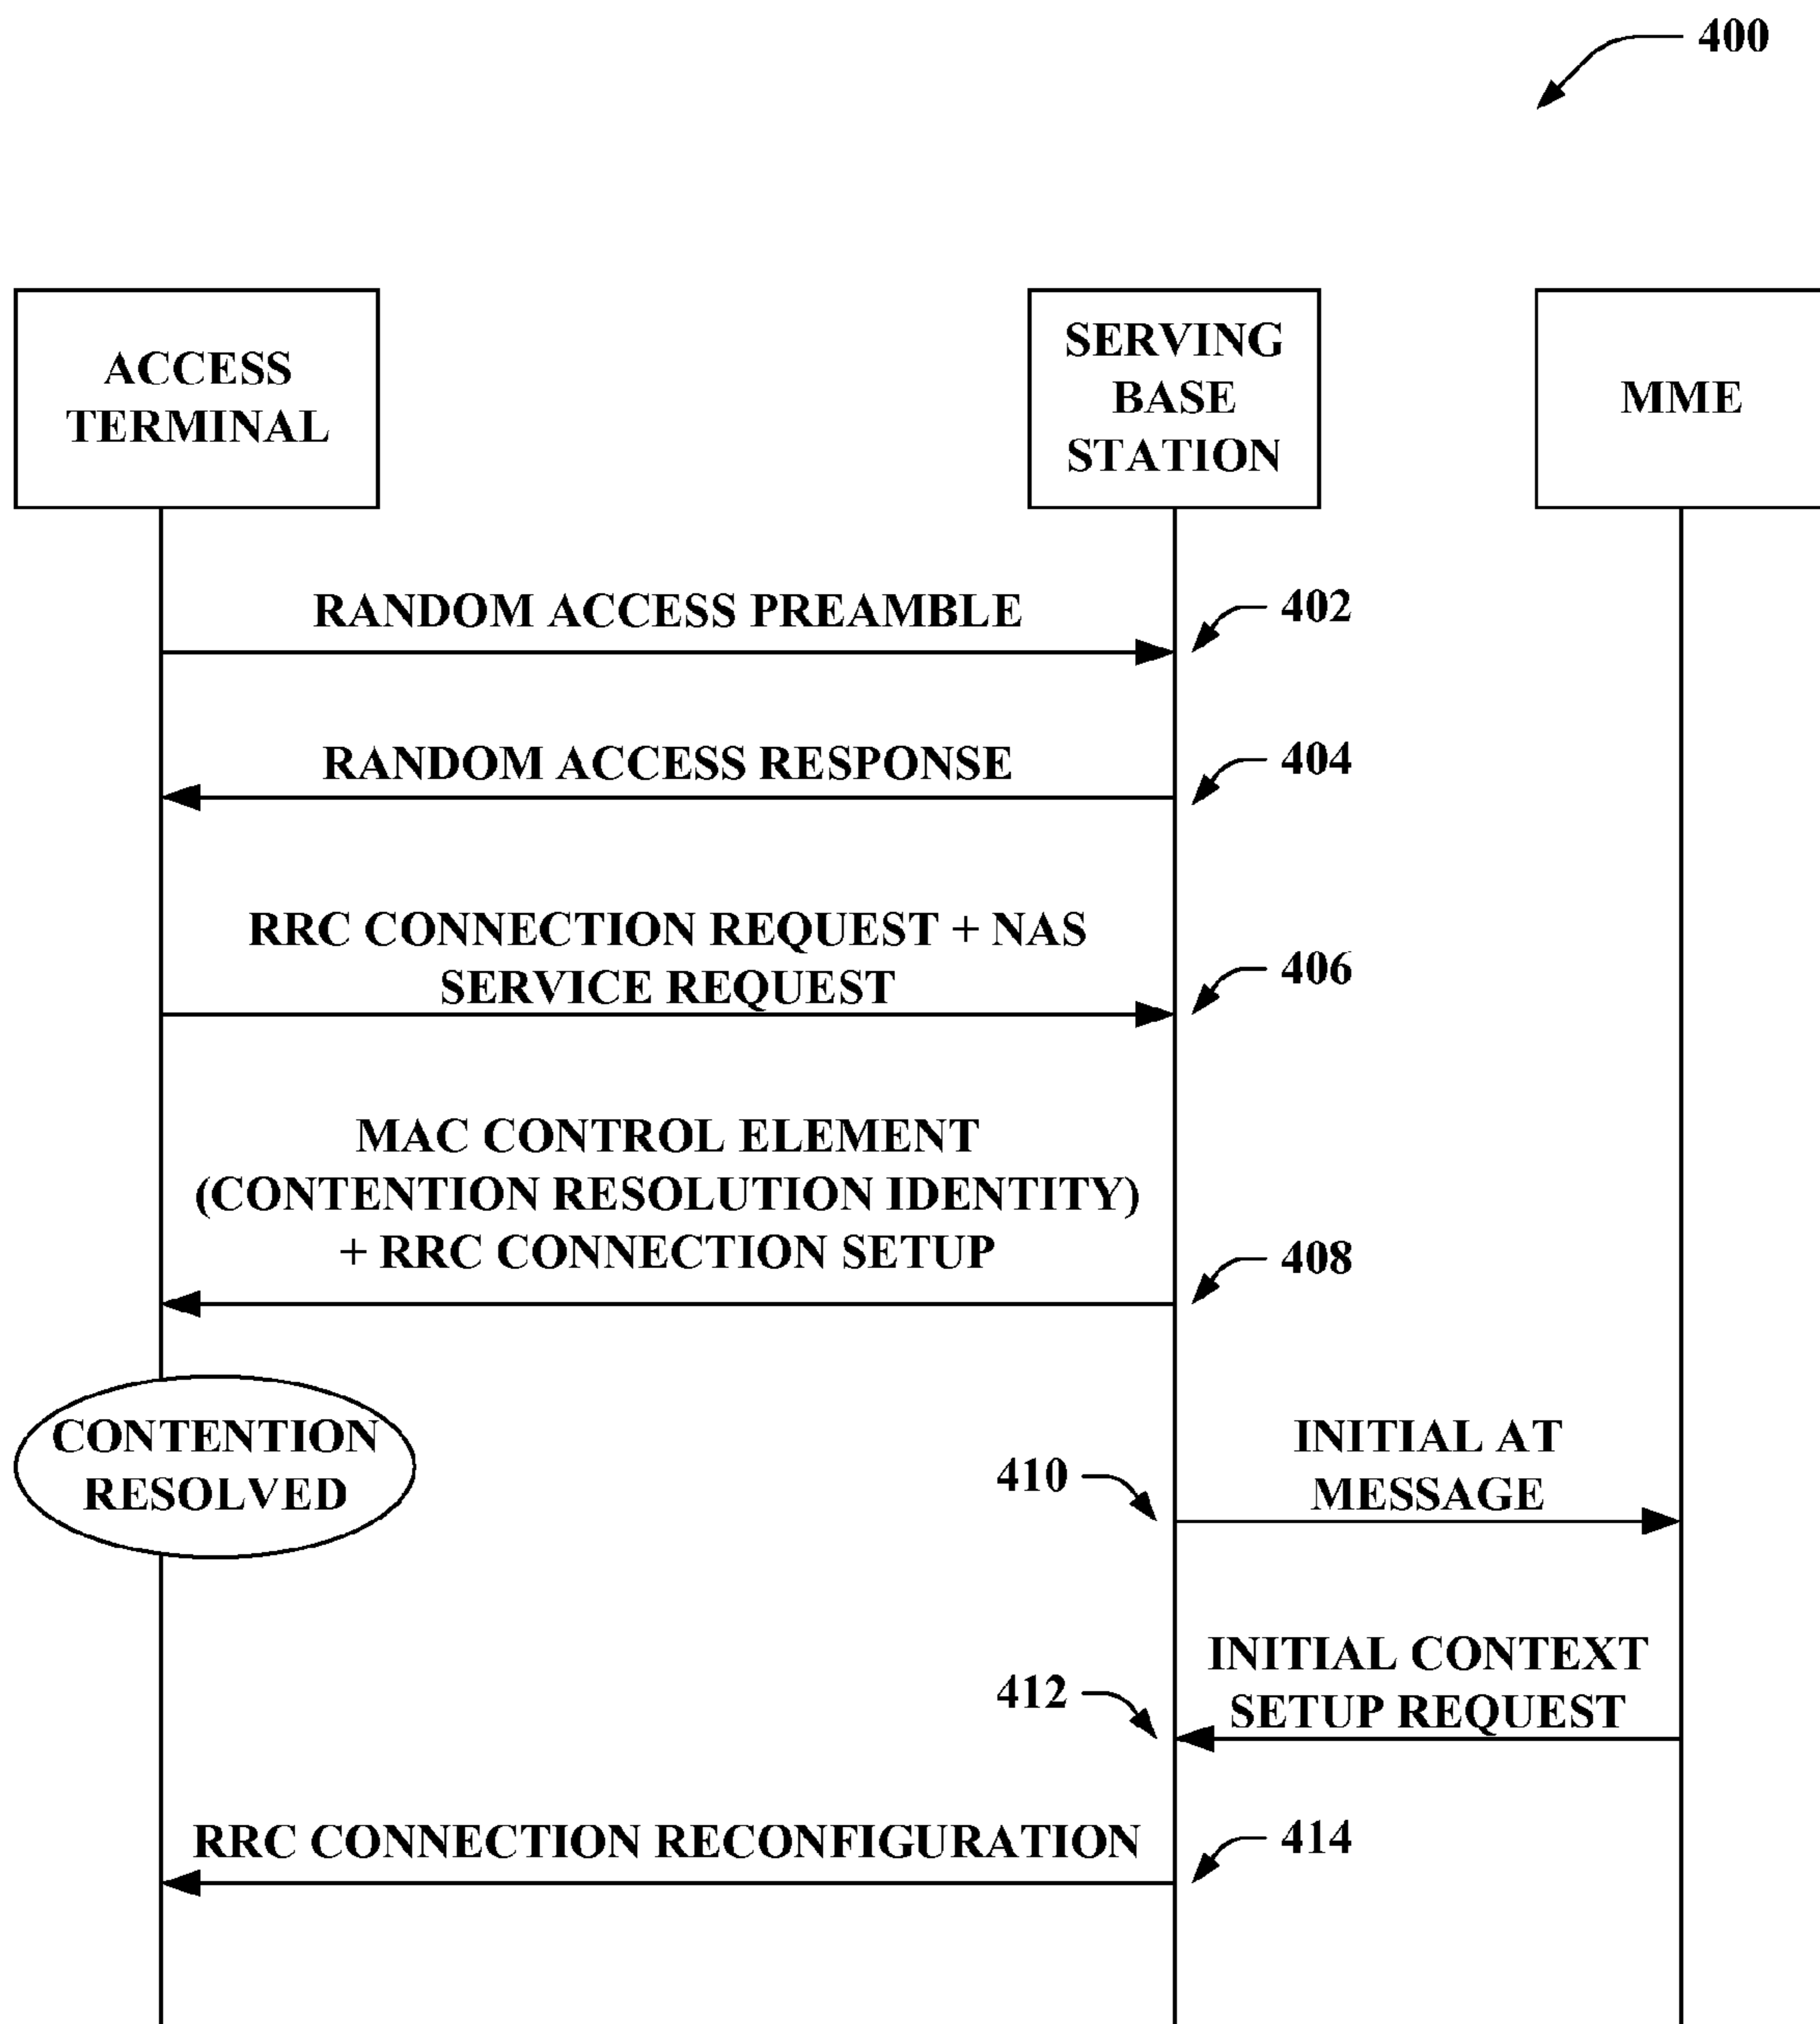 400
ACCESS
TERMINAL
SERVING
BASE
STATION
MME
RANDOM ACCESS PREAMBLE
402
RANDOM ACCESS RESPONSE
404
RRC CONNECTION REQUEST + NAS
SERVICE REQUEST
406
MAC CONTROL ELEMENT
(CONTENTION RESOLUTION IDENTITY)
+ RRC CONNECTION SETUP
408
CONTENTION
RESOLVED
410
INITIAL AT
MESSAGE
412
INITIAL CONTEXT
SETUP REQUEST
RRC CONNECTION RECONFIGURATION
414